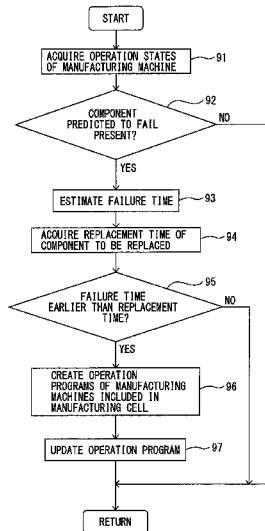 START
ACQUIRE OPERATION STATES
OF MANUFACTURING MACHINE
91
COMPONENT
PREDICTED TO FAIL
PRESENT?
92
NO
YES
ESTIMATE FAILURE TIME
93
ACQUIRE REPLACEMENT TIME OF
COMPONENT TO BE REPLACED
94
FAILURE TIME
EARLIER THAN REPLACEMENT
TIME?
95
NO
YES
CREATE OPERATION
PROGRAMS OF MANUFACTURING
MACHINES INCLUDED IN
MANUFACTURING CELL
96
UPDATE OPERATION PROGRAM
97
RETURN